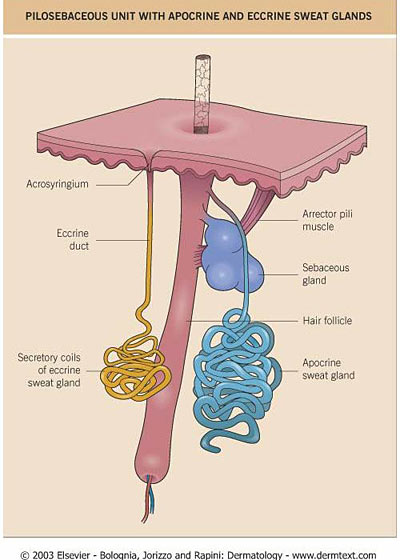 PILOSEBACEOUS UNIT WITH APOCRINE AND ECCRINE SWEAT GLANDS
Acrosyringium
Arrector pili
muscle
Eccrine
duct
Sebaceous
gland
Hair follicle
Secretory coils
of eccrine
sweat gland
Apocrine
sweat gland
© 2003 Elsevier - Bolognia, Jorizzo and Rapini: Dermatology - www.dermtext.com